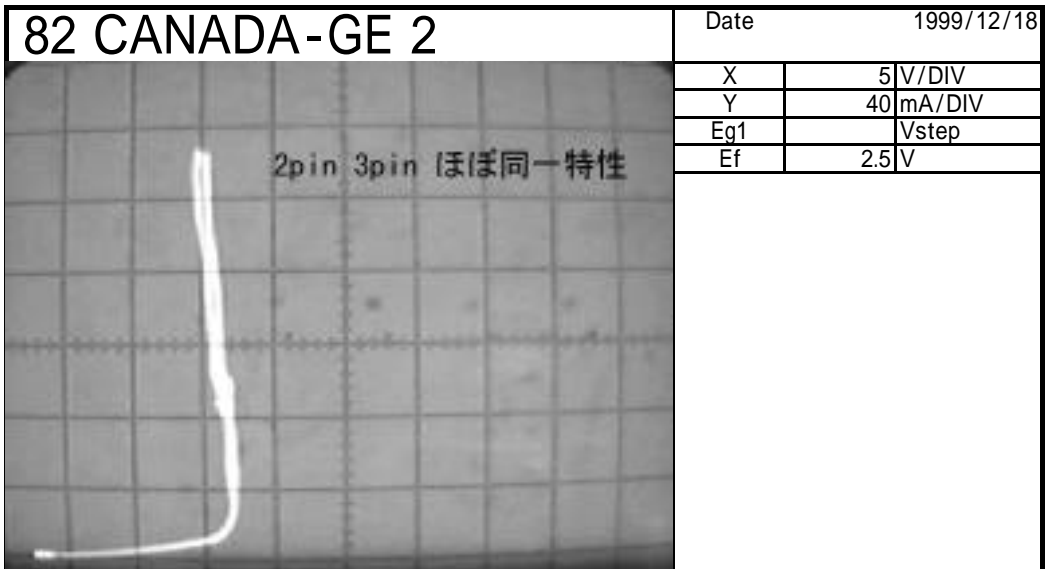 82 CANADA-GE 2
Date 1999/12/18
X 5 V/DIV
Y 40 mA/DIV
Eg1 Vstep
Ef 2.5 V
2pin 3pin ほぼ同一特性